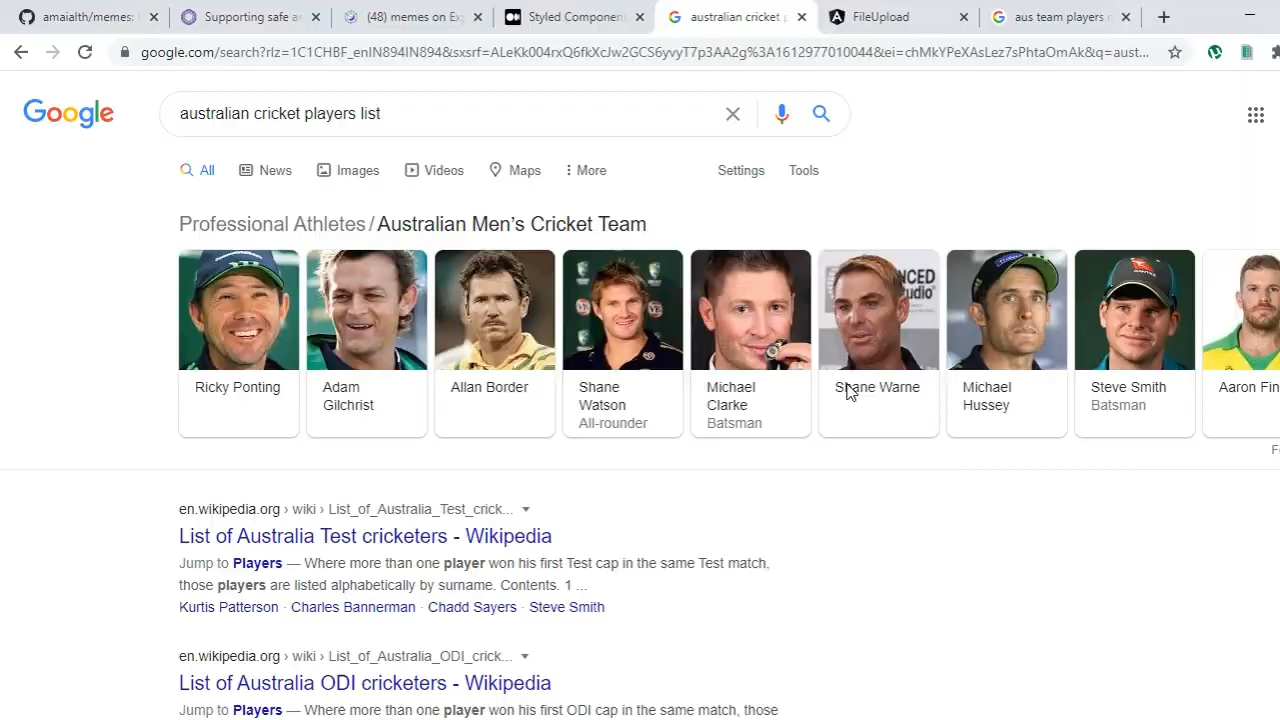 amaialth/memes:
Supporting safe a
(48) memes on Ex
Styled Component
australian cricket p
FileUpload
aus team players n
google.com/search?rlz=1C1CHBF_enIN894IN894&sxsrf=ALeKk004rxQ6fkXcJw2GCS6yvyT7p3AA2g%3A1612977010044&ei=chMkYPeXAsLez7sPhtaOmAk&q=aust...
Google
australian cricket players list
All
News
Images
Videos
Maps
More
Settings
Tools
Professional Athletes / Australian Men's Cricket Team
NCED
tudio
Ricky Ponting
Adam
Gilchrist
Allan Border
Shane
Watson
All-rounder
Michael
Clarke
Batsman
Shane Warne
Michael
Hussey
Steve Smith
Batsman
Aaron Fin
en.wikipedia.org › wiki › List_of_Australia_Test_crick...
List of Australia Test cricketers - Wikipedia
Jump to Players — Where more than one player won his first Test cap in the same Test match,
those players are listed alphabetically by surname. Contents. 1 ...
Kurtis Patterson · Charles Bannerman · Chadd Sayers · Steve Smith
en.wikipedia.org › wiki › List_of_Australia_ODI_crick...
List of Australia ODI cricketers - Wikipedia
Jump to Players — Where more than one player won his first ODI cap in the same match, those